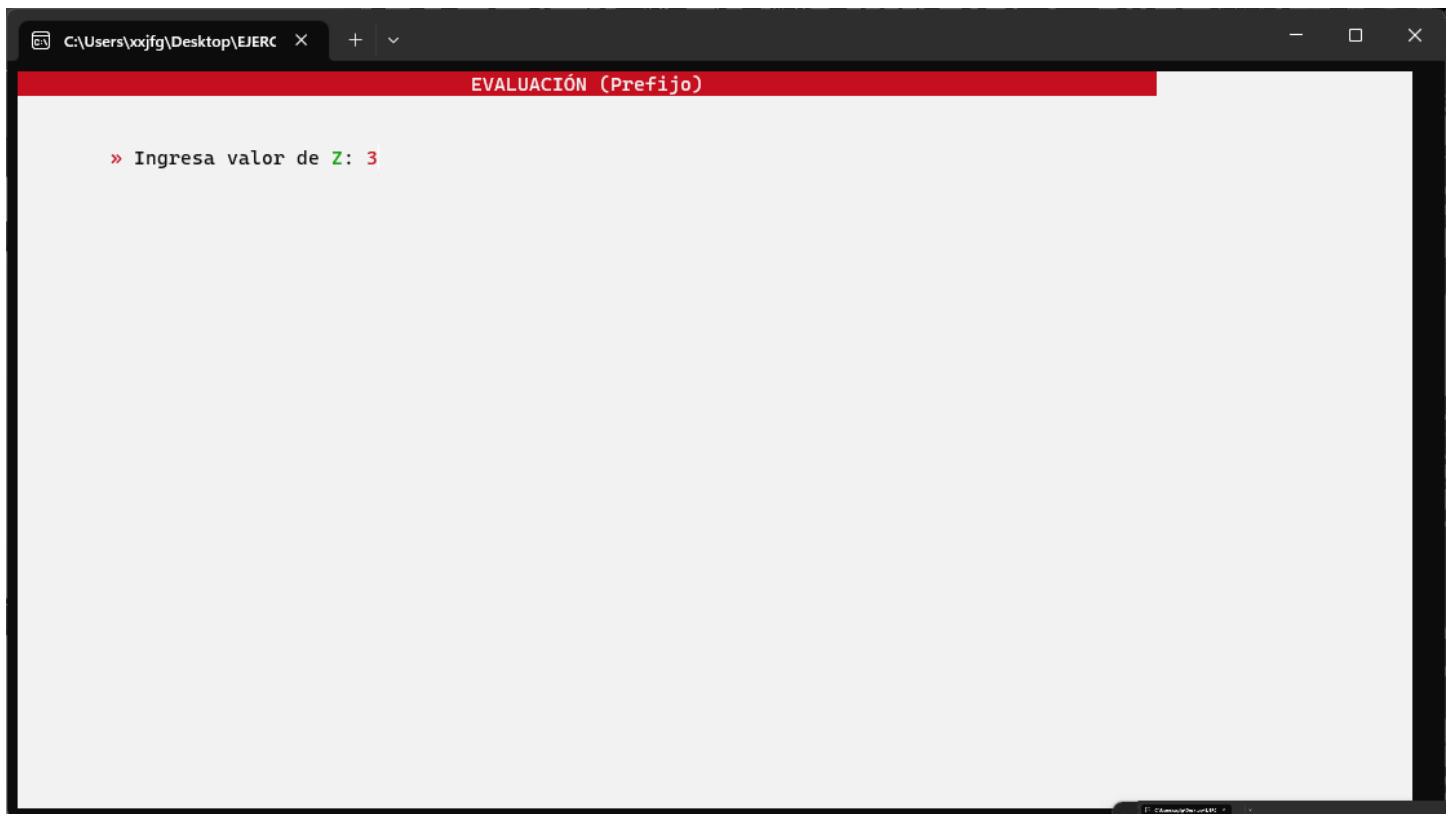 C:\Users\xxjfg\Desktop\EJERC
EVALUACIÓN (Prefijo)
» Ingresa valor de Z: 3